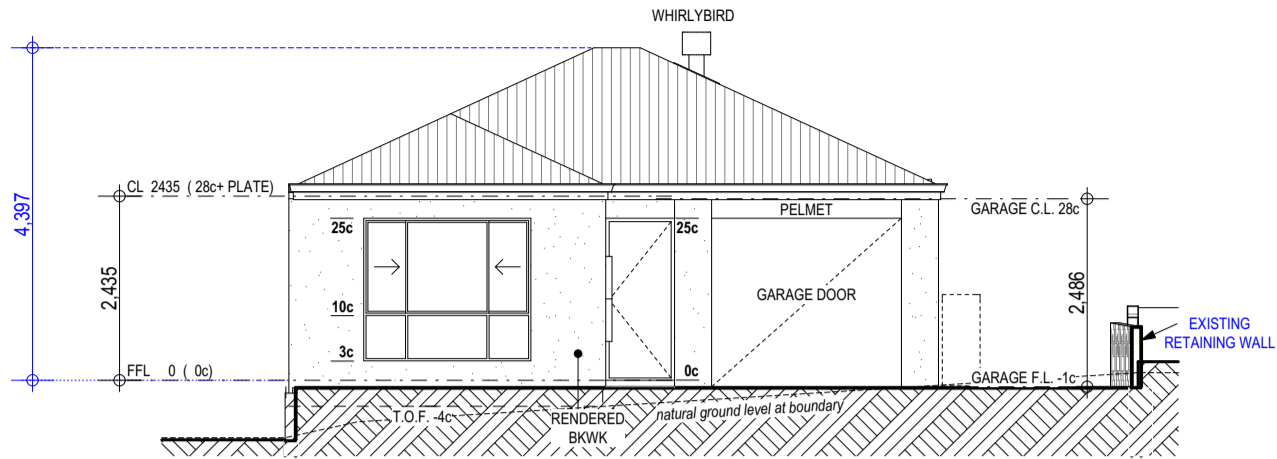 WHIRLYBIRD
CL 2435 ( 28c+ PLATE)
4,397
2,435
FFL 0 ( 0c)
25c
10c
3c
25c
0c
PELMET
GARAGE DOOR
GARAGE C.L. 28c
2,486
EXISTING
RETAINING WALL
GARAGE F.L. -1c
T.O.F. -4c
RENDERED
BKWK
natural ground level at boundary